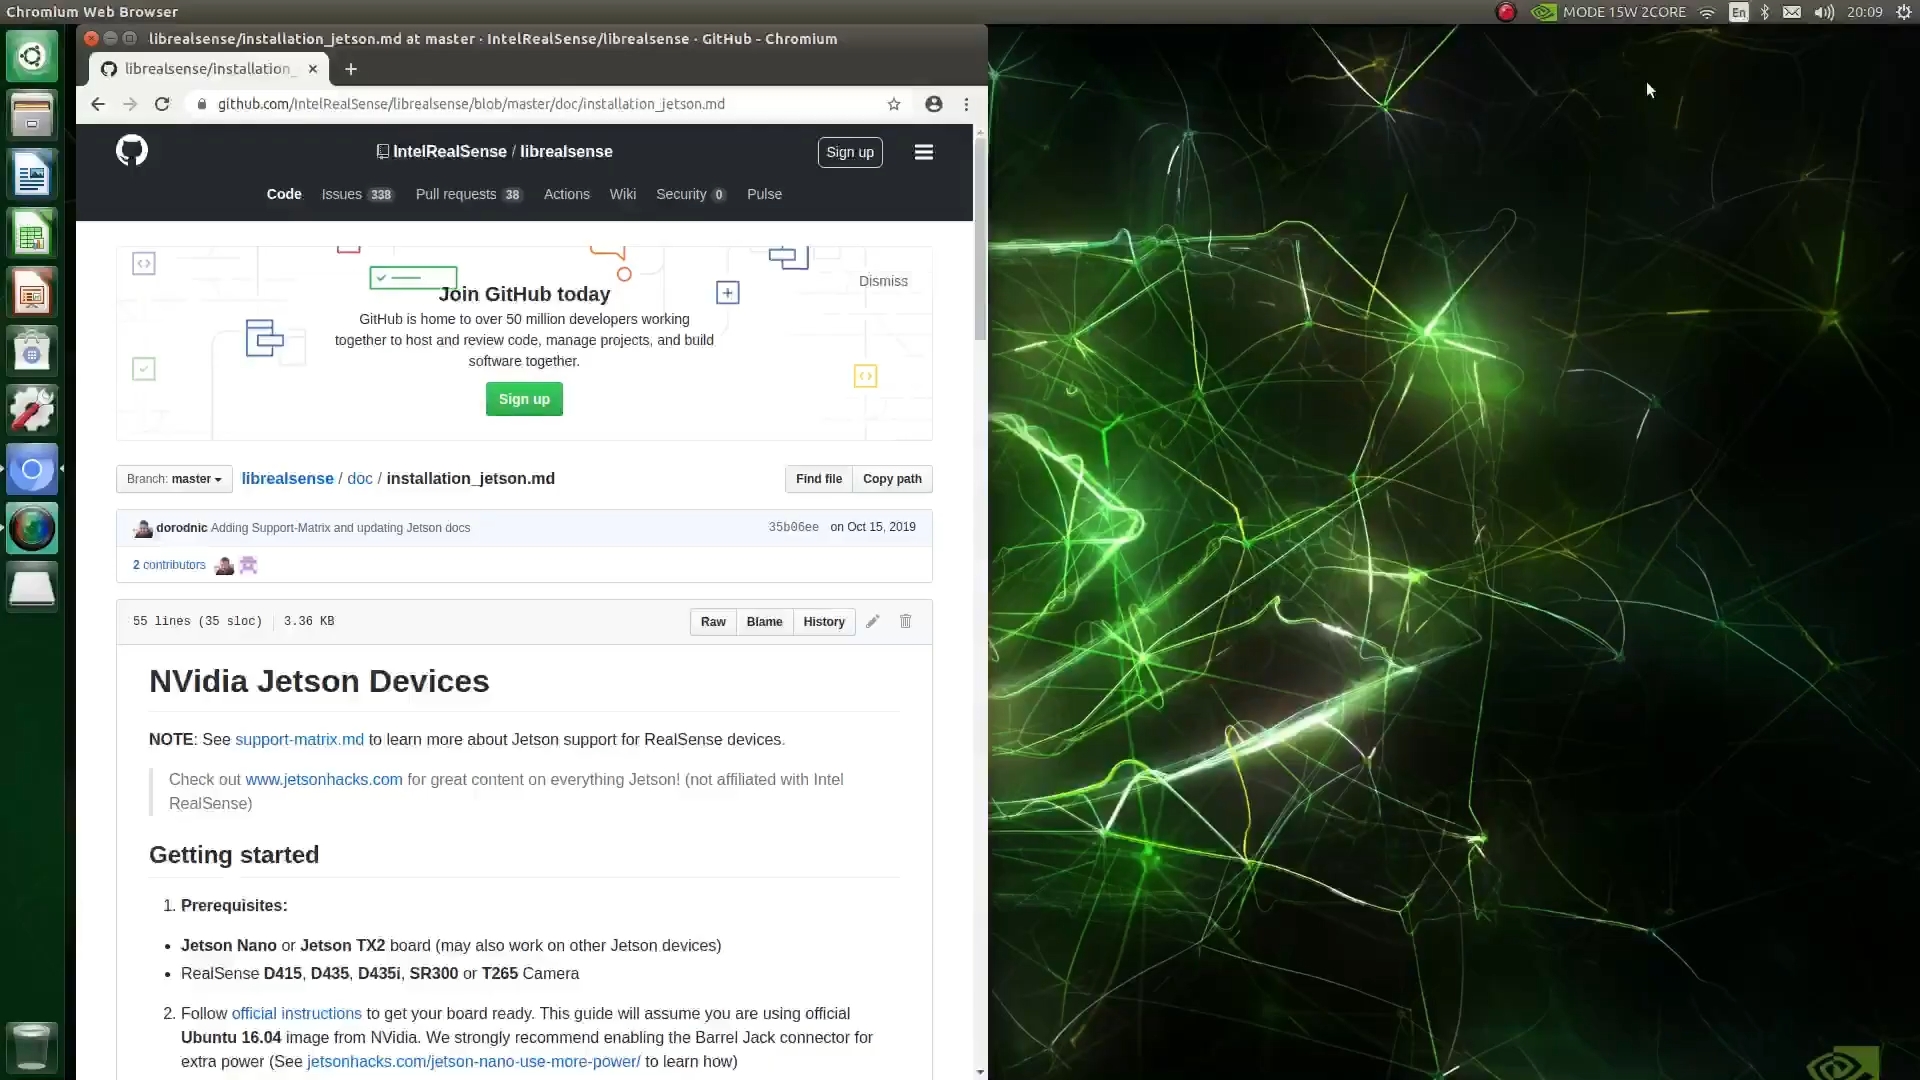 Chromium Web Browser
MODE 15W 2CORE En 20:09
librealsense/installation_jetson.md at master · IntelRealSense/librealsense · GitHub - Chromium
librealsense/installation_
github.com/IntelRealSense/librealsense/blob/master/doc/installation_jetson.md
IntelRealSense / librealsense
Sign up
Code Issues 338 Pull requests 38 Actions Wiki Security 0 Pulse
Dismiss
Join GitHub today
GitHub is home to over 50 million developers working
together to host and review code, manage projects, and build
software together.
Sign up
Branch: master librealsense / doc / installation_jetson.md Find file Copy path
dorodnic Adding Support-Matrix and updating Jetson docs 35b06ee on Oct 15, 2019
2 contributors
55 lines (35 sloc) 3.36 KB Raw Blame History
NVidia Jetson Devices
NOTE: See support-matrix.md to learn more about Jetson support for RealSense devices.
Check out www.jetsonhacks.com for great content on everything Jetson! (not affiliated with Intel
RealSense)
Getting started
1. Prerequisites:
• Jetson Nano or Jetson TX2 board (may also work on other Jetson devices)
• RealSense D415, D435, D435i, SR300 or T265 Camera
2. Follow official instructions to get your board ready. This guide will assume you are using official
Ubuntu 16.04 image from NVidia. We strongly recommend enabling the Barrel Jack connector for
extra power (See jetsonhacks.com/jetson-nano-use-more-power/ to learn how)